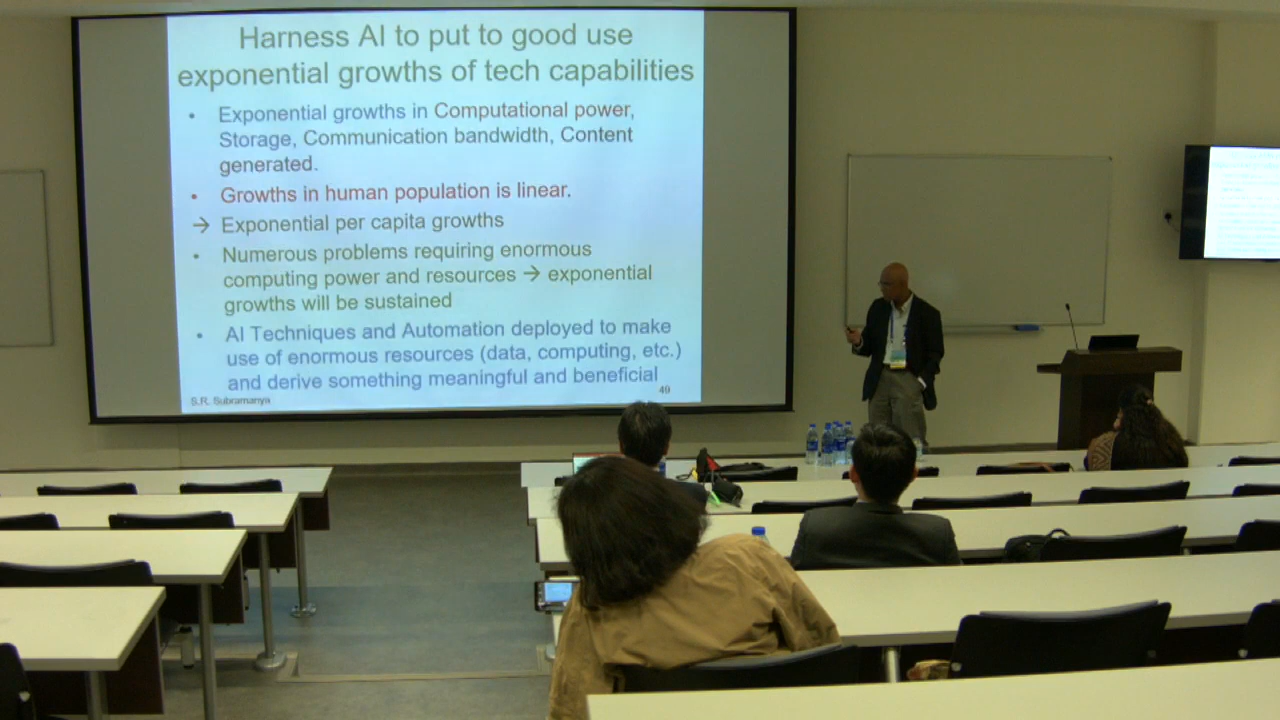 Harness AI to put to good use
exponential growths of tech capabilities
• Exponential growths in Computational power,
Storage, Communication bandwidth, Content
generated.
• Growths in human population is linear.
→ Exponential per capita growths
• Numerous problems requiring enormous
computing power and resources → exponential
growths will be sustained
• AI Techniques and Automation deployed to make
use of enormous resources (data, computing, etc.)
and derive something meaningful and beneficial
S.R. Subramanya
49